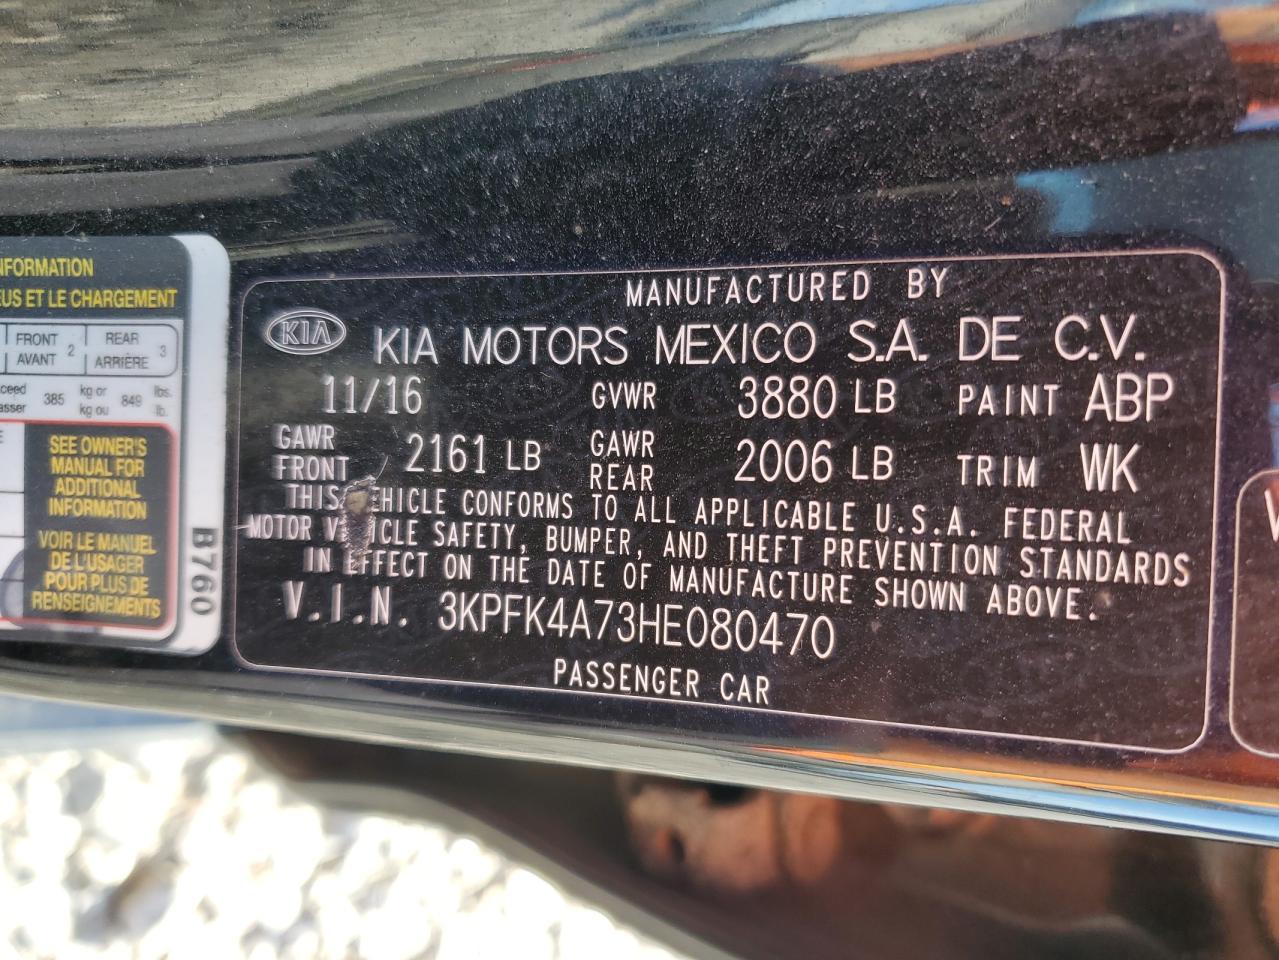 NFORMATION
EUS ET LE CHARGEMENT
FRONT 2 REAR 3
AVANT ARRIÈRE
xceed 385 kg or 849 lbs.
asser kg ou lb.
SEE OWNER'S
MANUAL FOR
ADDITIONAL
INFORMATION
VOIR LE MANUEL
DE L'USAGER
POUR PLUS DE
RENSEIGNEMENTS
B760
MANUFACTURED BY
KIA KIA MOTORS MEXICO S.A. DE C.V.
11/16 GVWR 3880 LB PAINT ABP
GAWR FRONT 2161 LB GAWR REAR 2006 LB TRIM WK
THIS VEHICLE CONFORMS TO ALL APPLICABLE U.S.A. FEDERAL
MOTOR VEHICLE SAFETY, BUMPER, AND THEFT PREVENTION STANDARDS
IN EFFECT ON THE DATE OF MANUFACTURE SHOWN ABOVE.
V.I.N. 3KPFK4A73HE080470
PASSENGER CAR